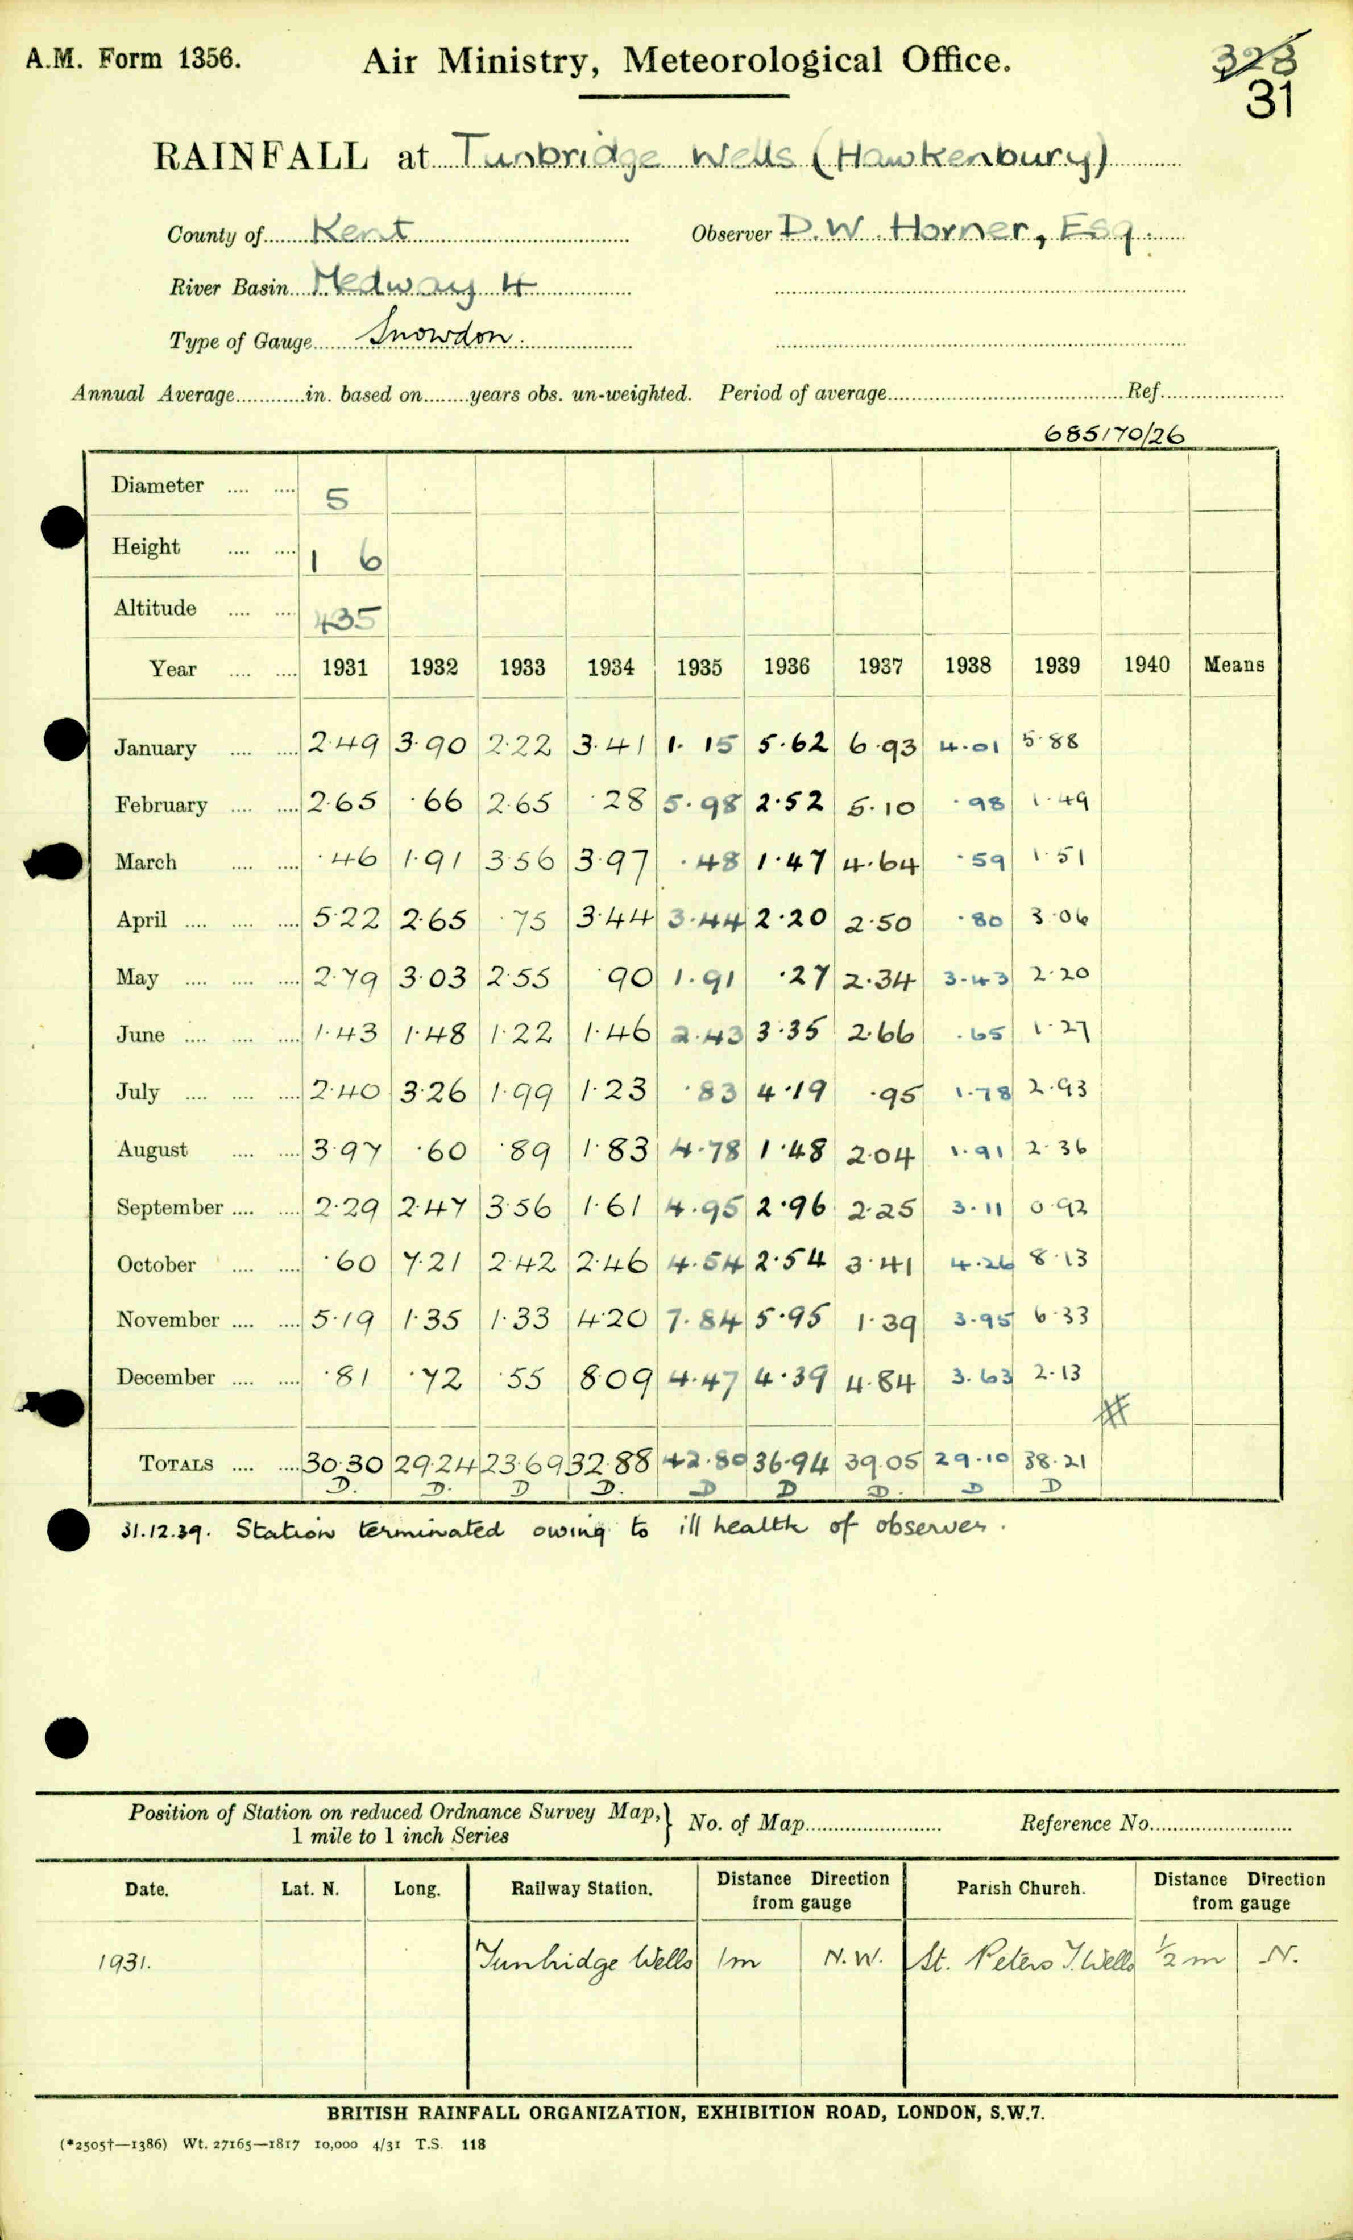 A.M. Form 1356.
Air Ministry, Meteorological Office.
328
31
RAINFALL at Tunbridge Wells (Hawkenbury)
County of Kent Observer D.W. Horner, Esq.
River Basin Medway 4
Type of Gauge Snowdon.
Annual Average in. based on years obs. un-weighted. Period of average Ref.
685170/26
Diameter 5
Height 1 6
Altitude 435
Year 1931 1932 1933 1934 1935 1936 1937 1938 1939 1940 Means
January 2.49 3.90 2.22 3.41 1.15 5.62 6.93 4.01 5.88
February 2.65 .66 2.65 .28 5.98 2.52 5.10 .98 1.49
March .46 1.91 3.56 3.97 .48 1.47 4.64 .59 1.51
April 5.22 2.65 .75 3.44 3.44 2.20 2.50 .80 3.06
May 2.79 3.03 2.55 .90 1.91 .27 2.34 3.43 2.20
June 1.43 1.48 1.22 1.46 2.43 3.35 2.66 .65 1.27
July 2.40 3.26 1.99 1.23 .83 4.19 .95 1.78 2.93
August 3.97 .60 .89 1.83 4.78 1.48 2.04 1.91 2.36
September 2.29 2.47 3.56 1.61 4.95 2.96 2.25 3.11 0.92
October .60 7.21 2.42 2.46 4.54 2.54 3.41 4.26 8.13
November 5.19 1.35 1.33 4.20 7.84 5.95 1.39 3.95 6.33
December .81 .72 .55 8.09 4.47 4.39 4.84 3.63 2.13
TOTALS 30.30 29.24 23.69 32.88 42.80 36.94 39.05 29.10 38.21
D. D. D D. D D D. D D
31.12.39. Station terminated owing to ill health of observer.
Position of Station on reduced Ordnance Survey Map, } No. of Map Reference No.
1 mile to 1 inch Series
Date. Lat. N. Long. Railway Station. Distance Direction from gauge Parish Church. Distance Direction from gauge
1931. Tunbridge Wells 1m N.W. St. Peters T. Wells ½ m N.
BRITISH RAINFALL ORGANIZATION, EXHIBITION ROAD, LONDON, S.W.7.
(*2505†—1386) Wt. 27165—1817 10,000 4/31 T.S. 118